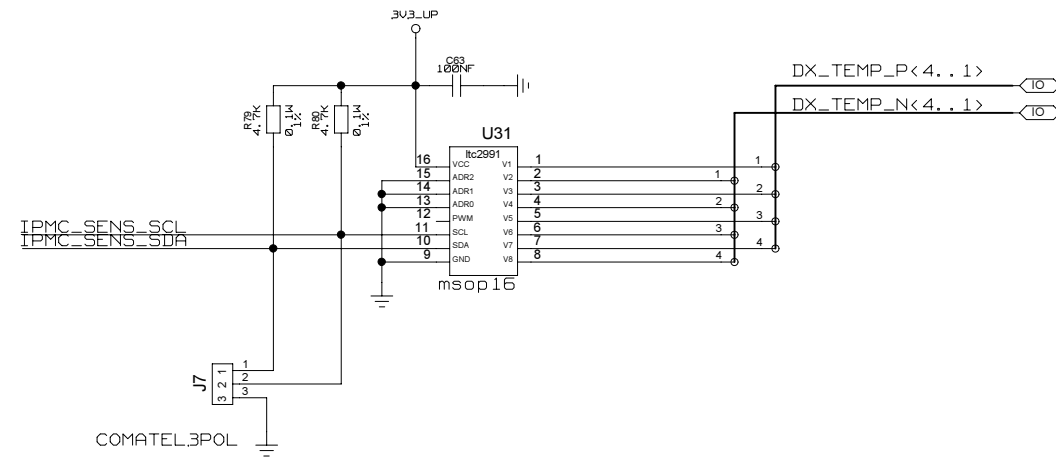 3V3_UP
C63
100NF
DX_TEMP_P<4..1>
IO
DX_TEMP_N<4..1>
IO
R79
4.7K
0.1W
1%
R80
4.7K
0.1W
1%
U31
ltc2991
16 VCC V1 1 1
15 ADR2 V2 2 1
14 ADR1 V3 3 2
13 ADR0 V4 4 2
12 PWM V5 5 3
11 SCL V6 6 3
10 SDA V7 7 4
9 GND V8 8 4
msop16
IPMC_SENS_SCL
IPMC_SENS_SDA
J7
1 1
2 2
3 3
COMATEL,3POL